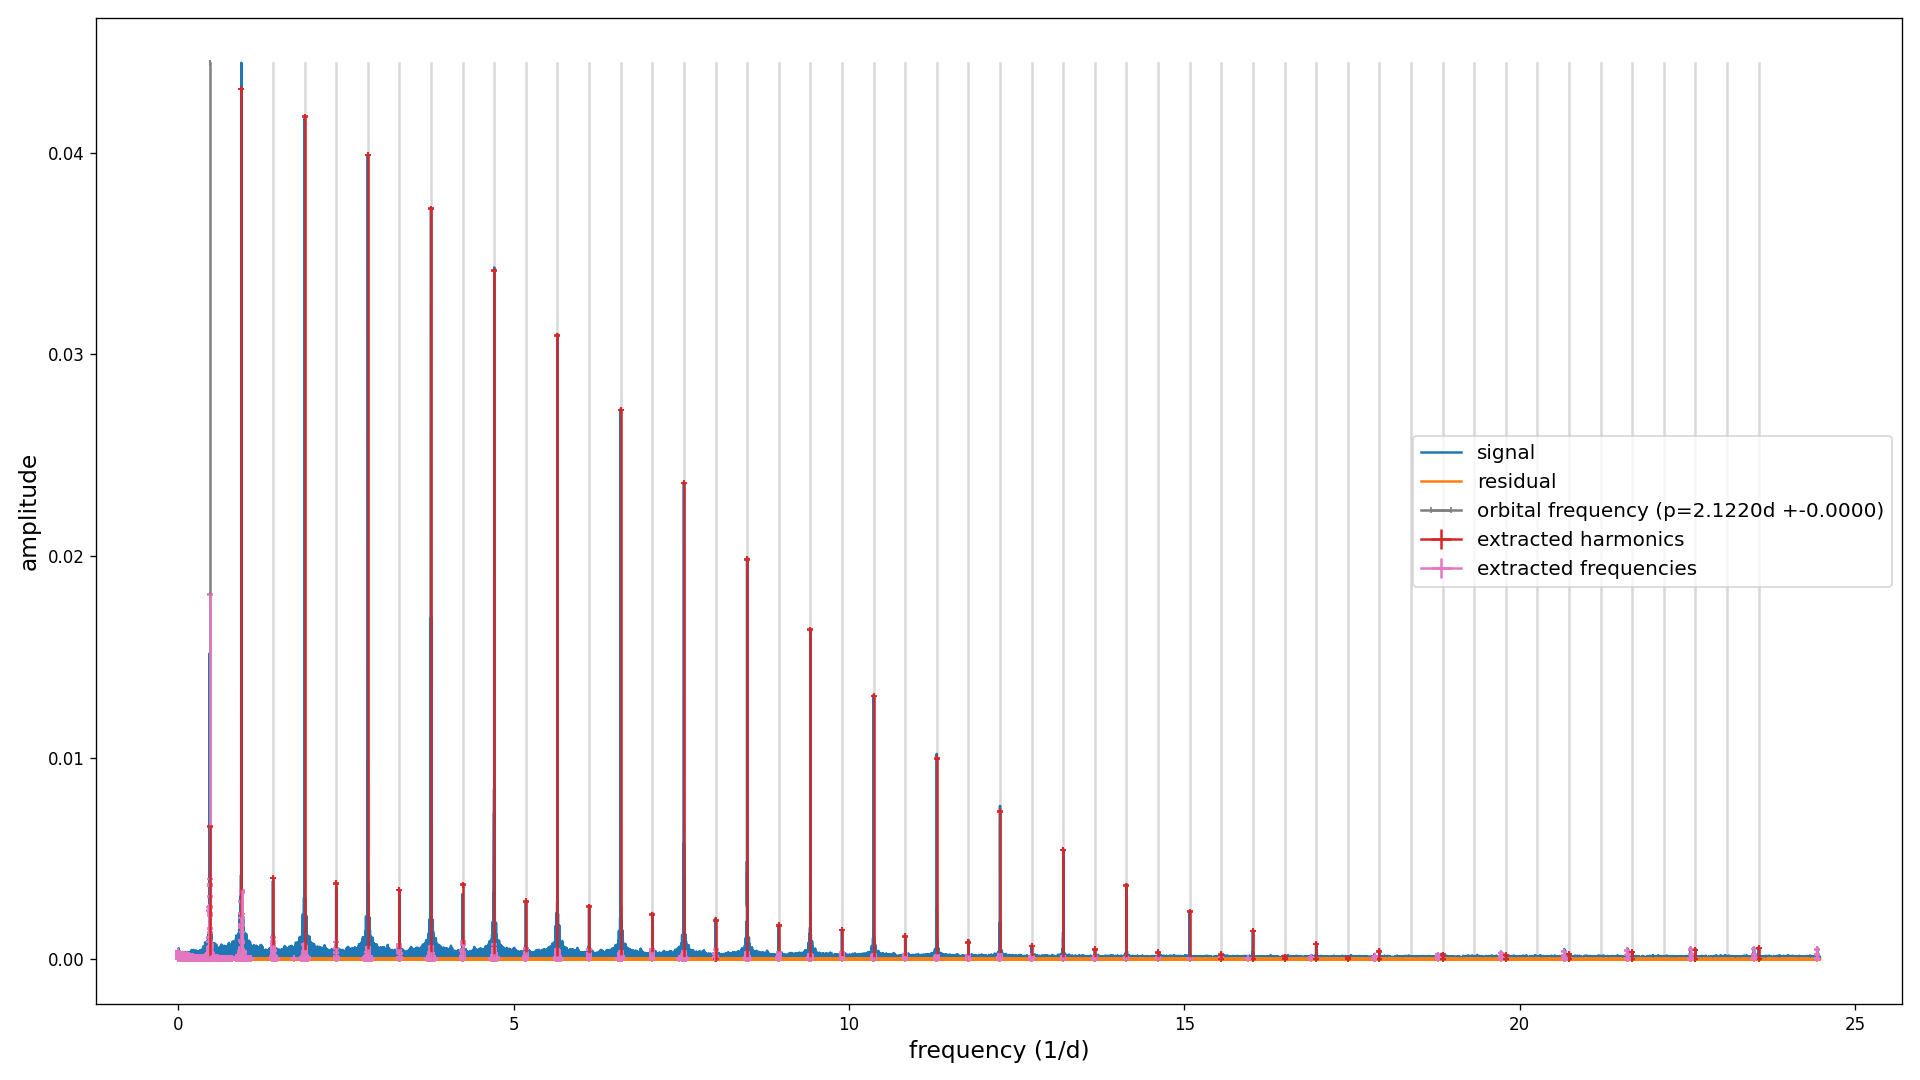 0.04
0.03
0.02
0.01
0.00
amplitude
0
5
10
15
20
25
frequency (1/d)
signal
residual
orbital frequency (p=2.1220d +-0.0000)
extracted harmonics
extracted frequencies